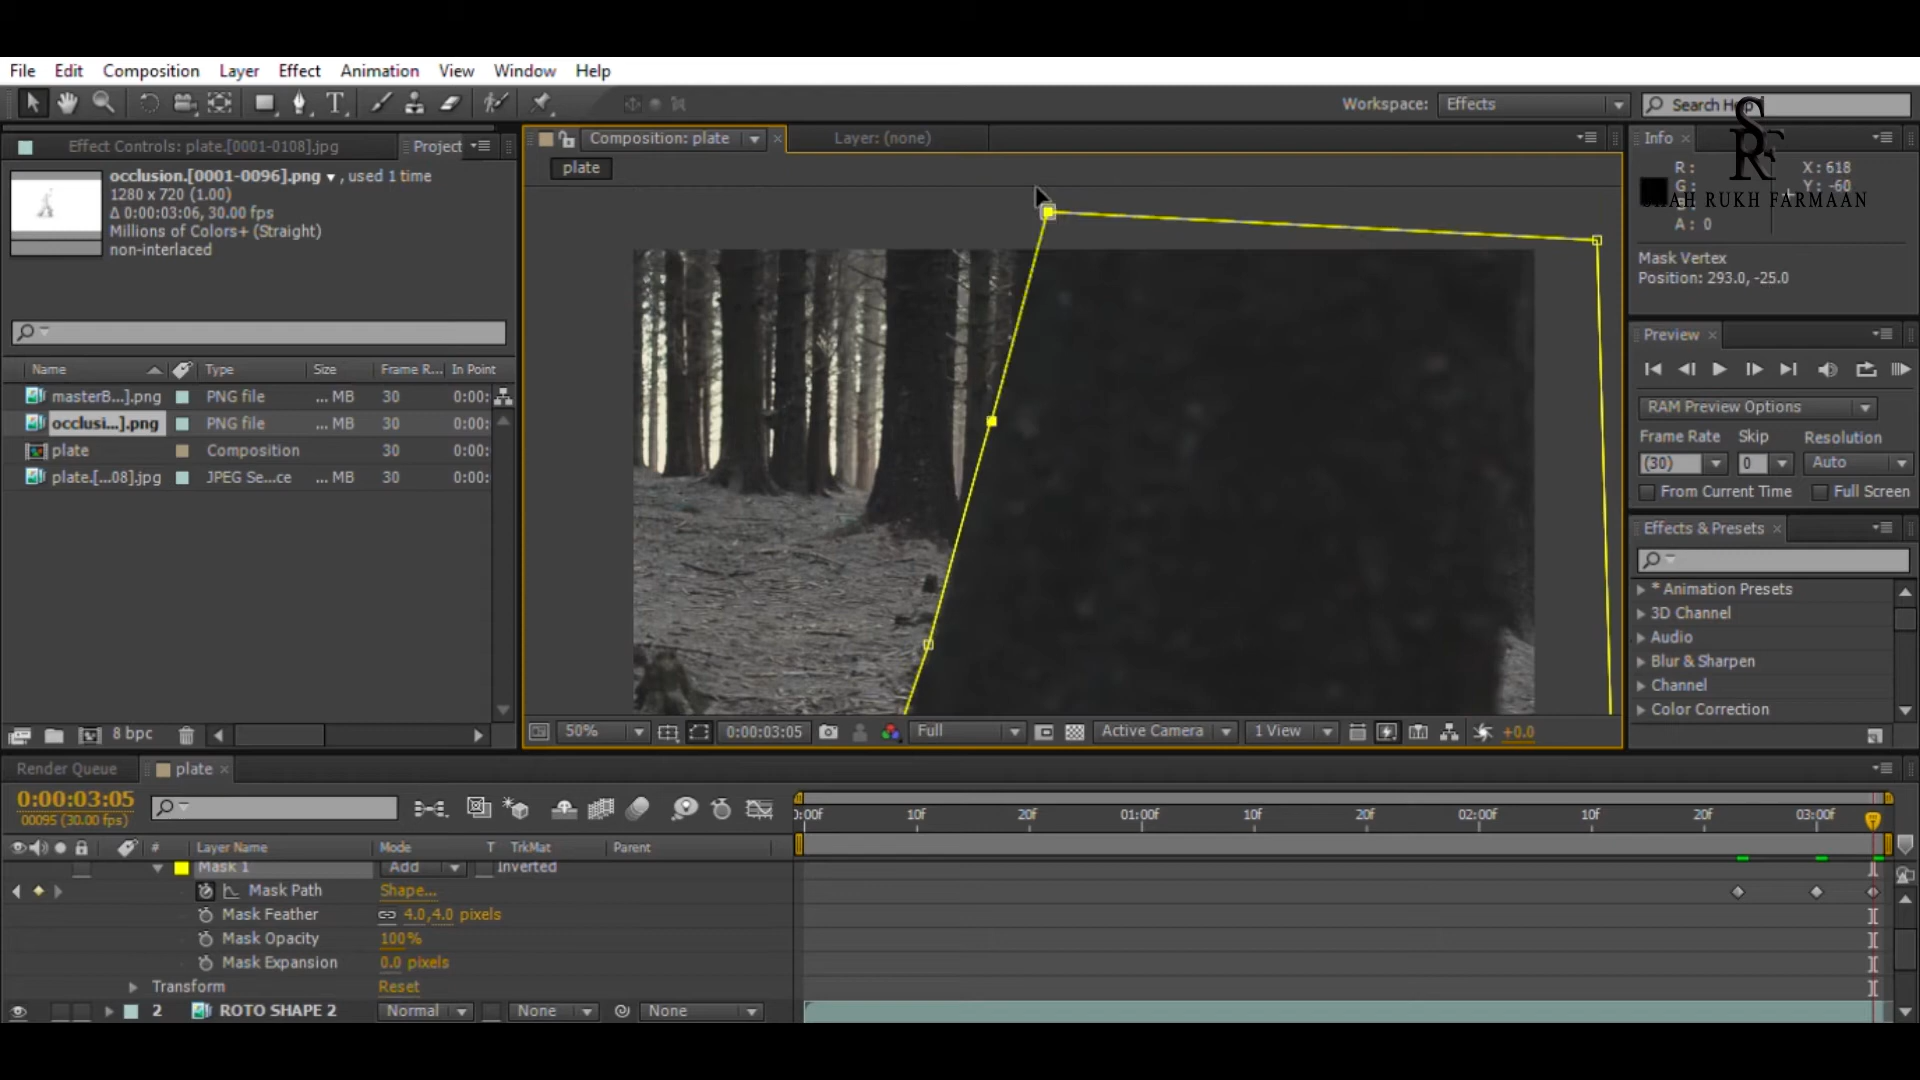 File Edit Composition Layer Effect Animation View Window Help
Workspace: Effects
Search Help
SRF
SHAH RUKH FARMAAN
Effect Controls: plate.[0001-0108].jpg
Project
occlusion.[0001-0096].png ▼ , used 1 time
1280 x 720 (1.00)
Δ 0:00:03:06, 30.00 fps
Millions of Colors+ (Straight)
non-interlaced
Name Type Size Frame R... In Point
masterB...].png PNG file ... MB 30 0:00:
occlusi...].png PNG file ... MB 30 0:00:
plate Composition 30 0:00:
plate.[...08].jpg JPEG Se...ce ... MB 30 0:00:
8 bpc
Composition: plate
Layer: (none)
plate
50% 0:00:03:05 Full Active Camera 1 View +0.0
Info
R: X: 618
G: Y: -60
A: 0
Mask Vertex
Position: 293.0, -25.0
Preview
RAM Preview Options
Frame Rate Skip Resolution
(30) 0 Auto
From Current Time Full Screen
Effects & Presets
* Animation Presets
3D Channel
Audio
Blur & Sharpen
Channel
Color Correction
Render Queue plate
0:00:03:05
00095 (30.00 fps)
):00f 10f 20f 01:00f 10f 20f 02:00f 10f 20f 03:00f
# Layer Name Mode T TrkMat Parent
Mask 1 Add Inverted
Mask Path Shape...
Mask Feather 4.0,4.0 pixels
Mask Opacity 100%
Mask Expansion 0.0 pixels
Transform Reset
2 ROTO SHAPE 2 Normal None None